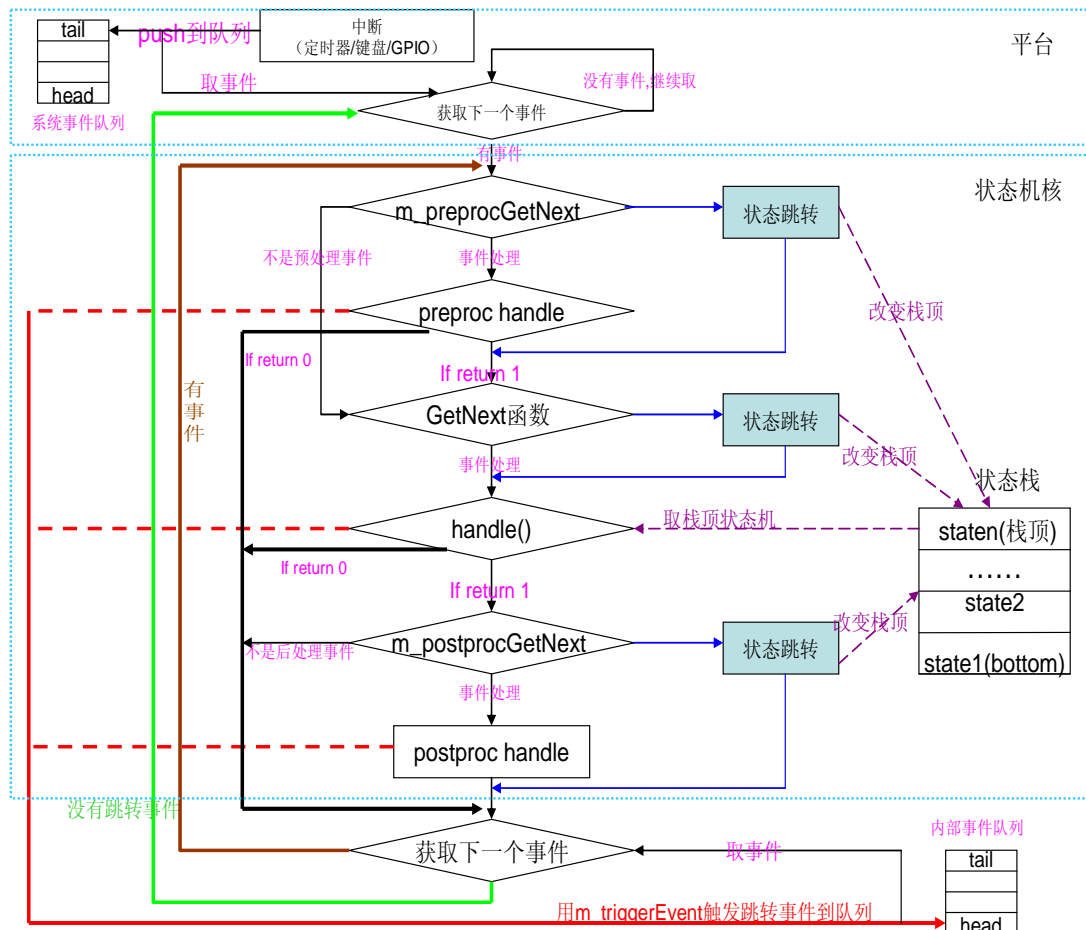 tail
head
系统事件队列
push到队列
中断
（定时器/键盘/GPIO）
平台
取事件
没有事件,继续取
获取下一个事件
有事件
状态机核
m_preprocGetNext
状态跳转
不是预处理事件
事件处理
preproc handle
改变栈顶
If return 0
If return 1
有事件
GetNext函数
状态跳转
事件处理
改变栈顶
状态栈
handle()
取栈顶状态机
staten(栈顶)
……
state2
state1(bottom)
If return 0
If return 1
m_postprocGetNext
状态跳转
改变栈顶
不是后处理事件
事件处理
postproc handle
没有跳转事件
获取下一个事件
取事件
内部事件队列
tail
head
用m_triggerEvent触发跳转事件到队列